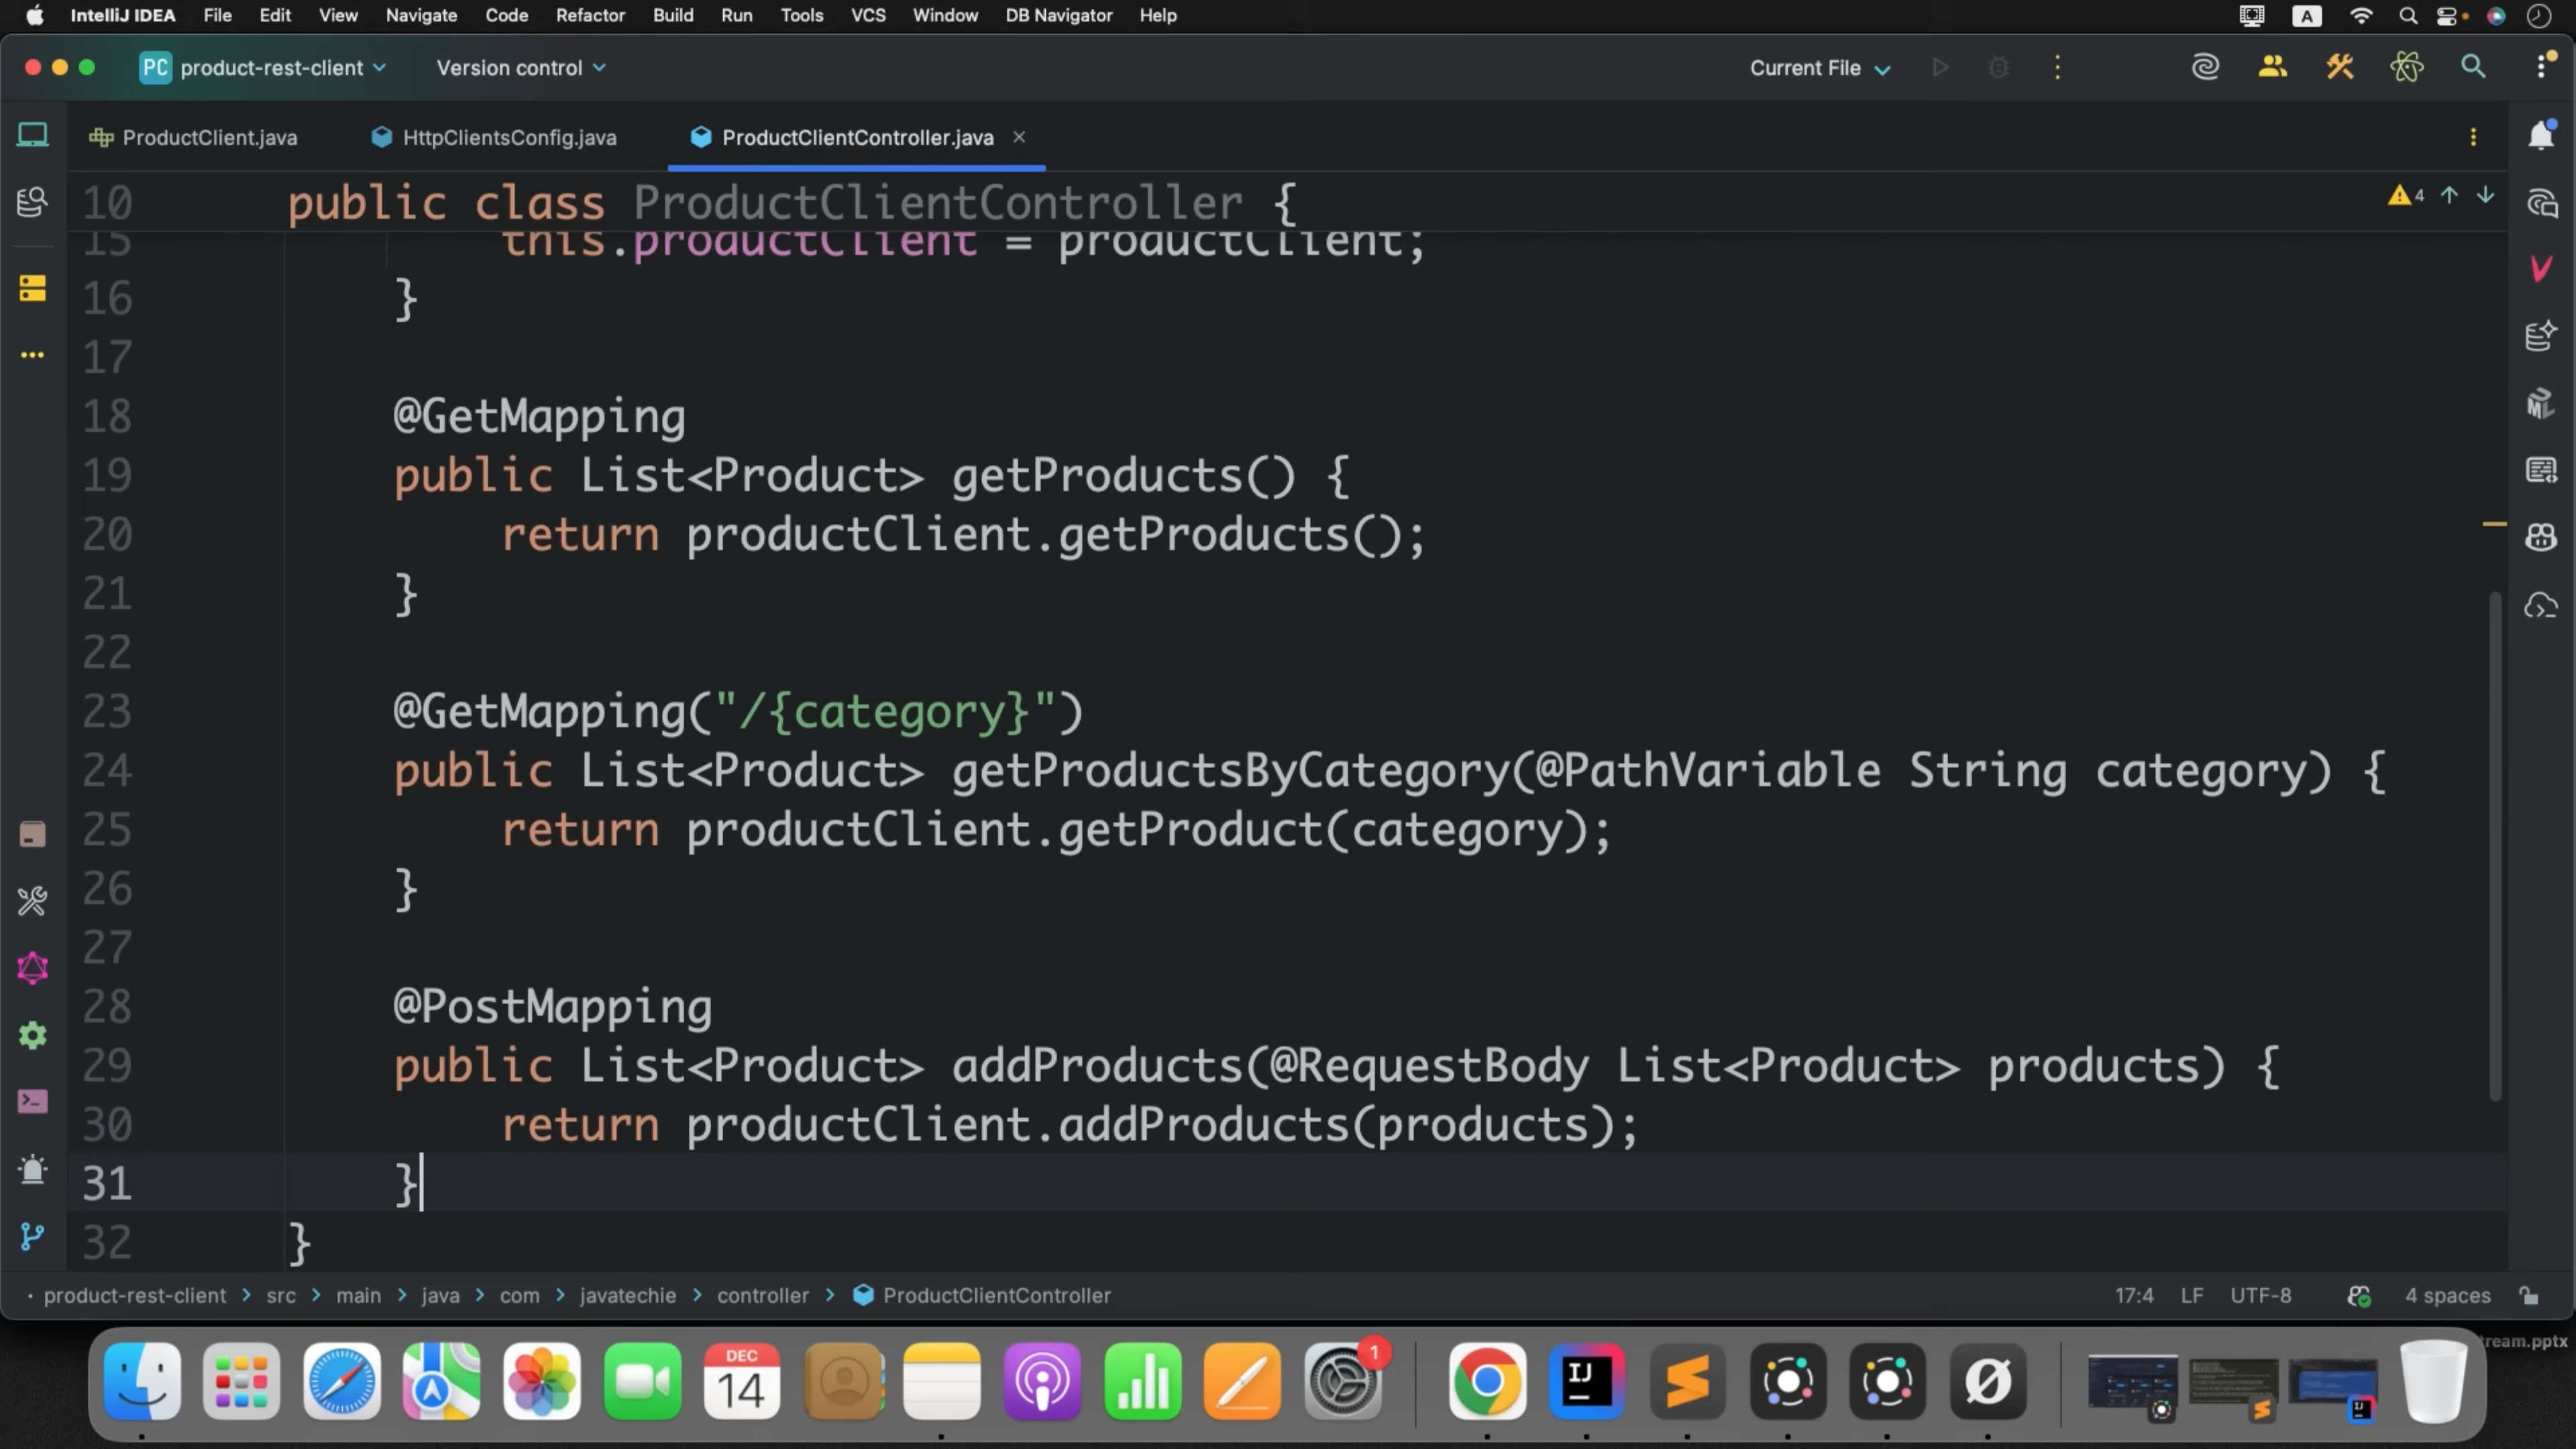 IntelliJ IDEA File Edit View Navigate Code Refactor Build Run Tools VCS Window DB Navigator Help A
PC product-rest-client Version control Current File
ProductClient.java HttpClientsConfig.java ProductClientController.java
10 public class ProductClientController { 4
15 this.productClient = productClient;
16 }
17
18 @GetMapping
19 public List<Product> getProducts() {
20 return productClient.getProducts();
21 }
22
23 @GetMapping("/{category}")
24 public List<Product> getProductsByCategory(@PathVariable String category) {
25 return productClient.getProduct(category);
26 }
27
28 @PostMapping
29 public List<Product> addProducts(@RequestBody List<Product> products) {
30 return productClient.addProducts(products);
31 }
32 }
product-rest-client > src > main > java > com > javatechie > controller > ProductClientController 17:4 LF UTF-8 4 spaces
tream.pptx
DEC
14
1
IJ